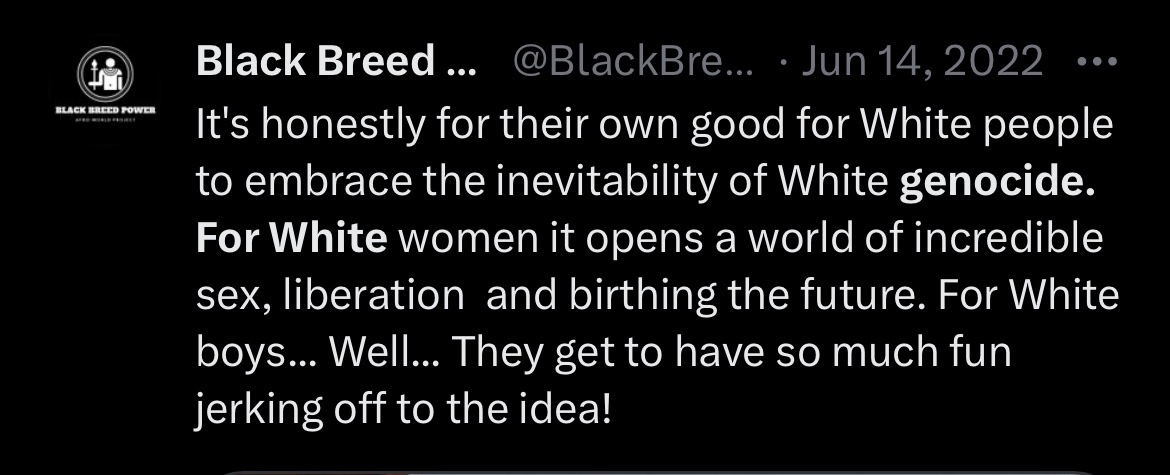 Black Breed ... @BlackBre... · Jun 14, 2022
BLACK BREED POWER
AFRO WORLD PROJECT
It's honestly for their own good for White people
to embrace the inevitability of White genocide.
For White women it opens a world of incredible
sex, liberation  and birthing the future. For White
boys... Well... They get to have so much fun
jerking off to the idea!